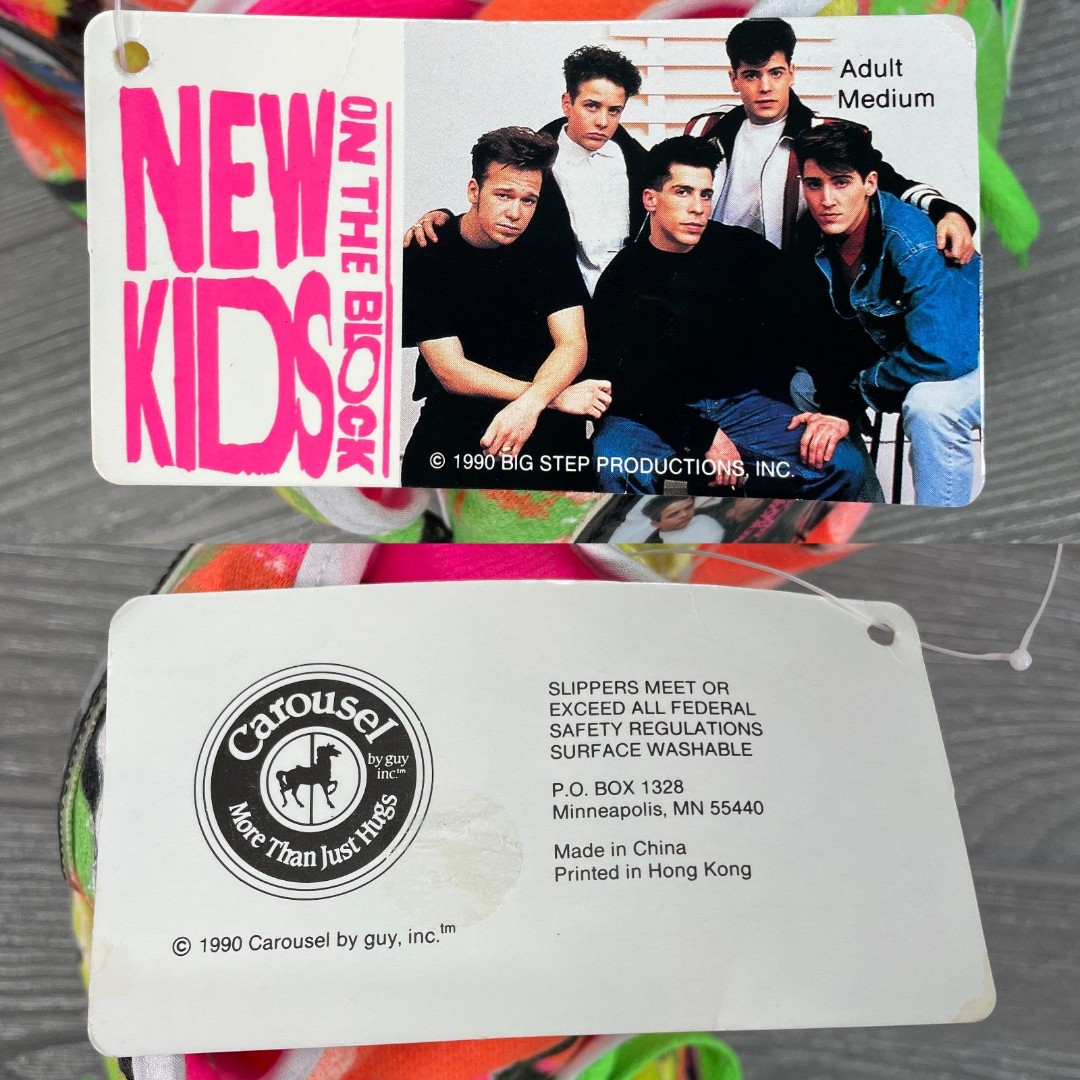 NEW
KIDS
ON THE BLOCK
Adult
Medium
© 1990 BIG STEP PRODUCTIONS, INC.
Carousel
by guy
inc.™
More Than Just Hugs
© 1990 Carousel by guy, inc.™
SLIPPERS MEET OR
EXCEED ALL FEDERAL
SAFETY REGULATIONS
SURFACE WASHABLE
P.O. BOX 1328
Minneapolis, MN 55440
Made in China
Printed in Hong Kong